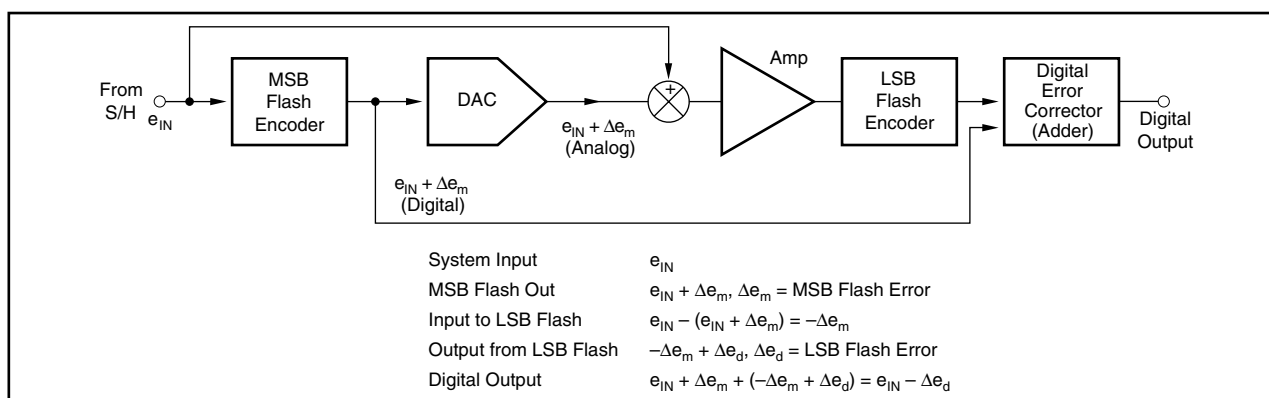 From
S/H
e_IN
MSB
Flash
Encoder
DAC
e_IN + Δe_m
(Analog)
+
Amp
LSB
Flash
Encoder
Digital
Error
Corrector
(Adder)
Digital
Output
e_IN + Δe_m
(Digital)
System Input e_IN
MSB Flash Out e_IN + Δe_m, Δe_m = MSB Flash Error
Input to LSB Flash e_IN – (e_IN + Δe_m) = –Δe_m
Output from LSB Flash –Δe_m + Δe_d, Δe_d = LSB Flash Error
Digital Output e_IN + Δe_m + (–Δe_m + Δe_d) = e_IN – Δe_d